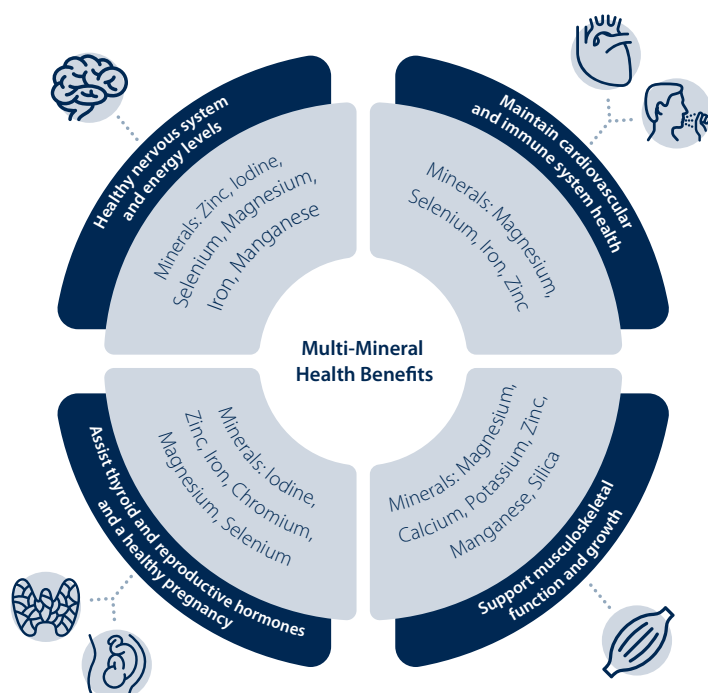 Healthy nervous system
and energy levels
Minerals: Zinc, Iodine,
Selenium, Magnesium,
Iron, Manganese
Maintain cardiovascular
and immune system health
Minerals: Magnesium,
Selenium, Iron, Zinc
Multi-Mineral
Health Benefits
Assist thyroid and reproductive hormones
and a healthy pregnancy
Minerals: Iodine,
Zinc, Iron, Chromium,
Magnesium, Selenium
Minerals: Magnesium,
Calcium, Potassium, Zinc,
Manganese, Silica
Support musculoskeletal
function and growth